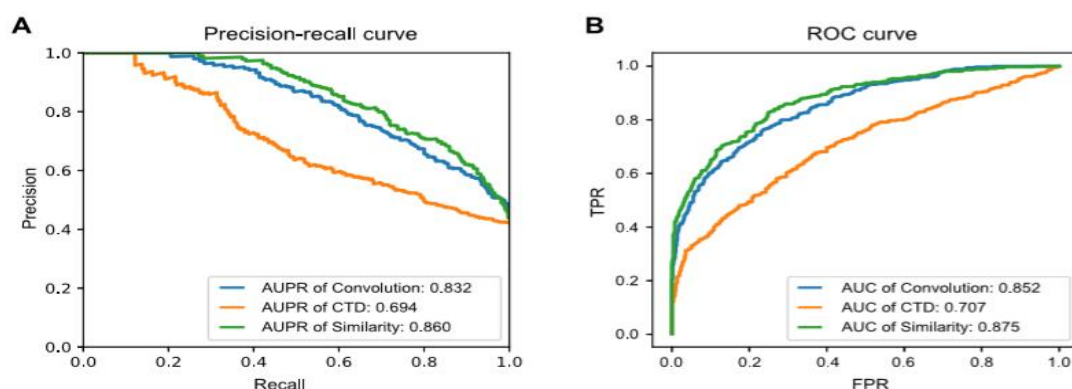 A
Precision-recall curve
1.0
0.8
0.6
0.4
0.2
0.0
Precision
0.0 0.2 0.4 0.6 0.8 1.0
Recall
AUPR of Convolution: 0.832
AUPR of CTD: 0.694
AUPR of Similarity: 0.860
B
ROC curve
1.0
0.8
0.6
0.4
0.2
0.0
TPR
0.0 0.2 0.4 0.6 0.8 1.0
FPR
AUC of Convolution: 0.852
AUC of CTD: 0.707
AUC of Similarity: 0.875